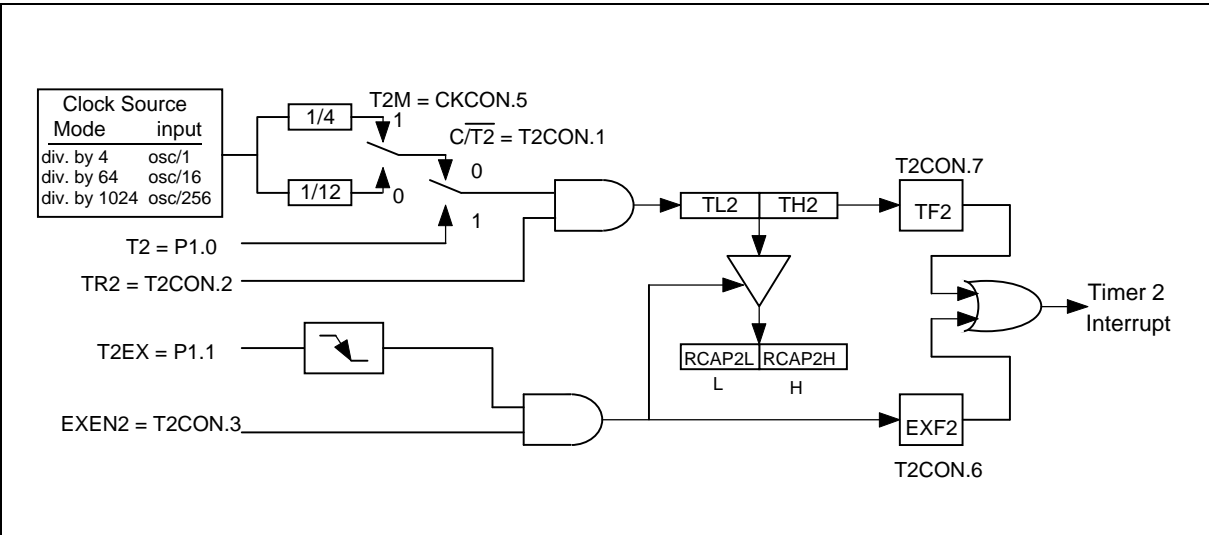 Clock Source
Mode input
div. by 4 osc/1
div. by 64 osc/16
div. by 1024 osc/256
1/4
1/12
T2M = CKCON.5
1
0
C/T2 = T2CON.1
0
1
T2 = P1.0
TR2 = T2CON.2
T2EX = P1.1
EXEN2 = T2CON.3
TL2 TH2
RCAP2L RCAP2H
L H
T2CON.7
TF2
EXF2
T2CON.6
Timer 2
Interrupt